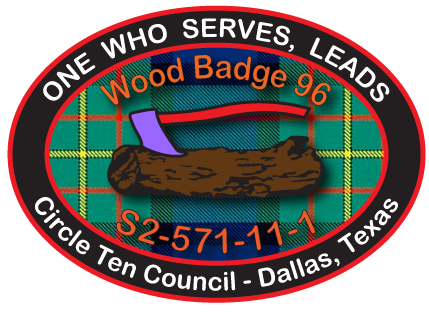 ONE WHO SERVES, LEADS
Wood Badge 96
S2-571-11-1
Circle Ten Council - Dallas, Texas